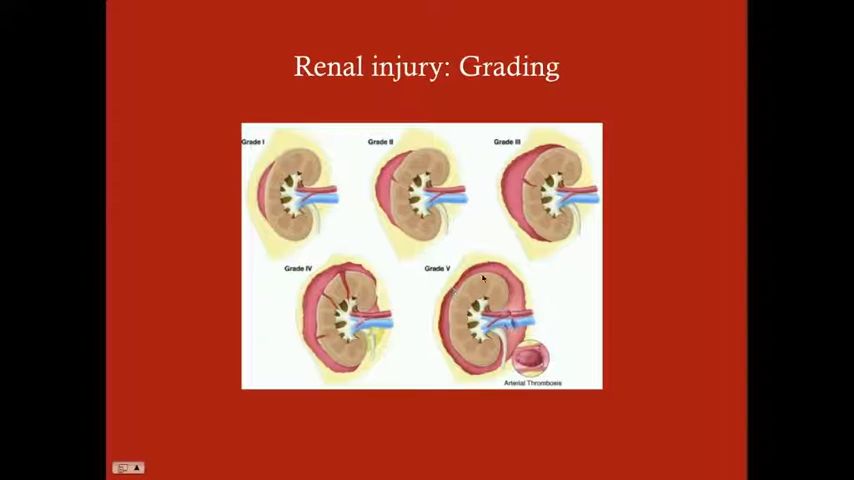 Renal injury: Grading
Grade I
Grade II
Grade III
Grade IV
Grade V
Arterial Thrombosis